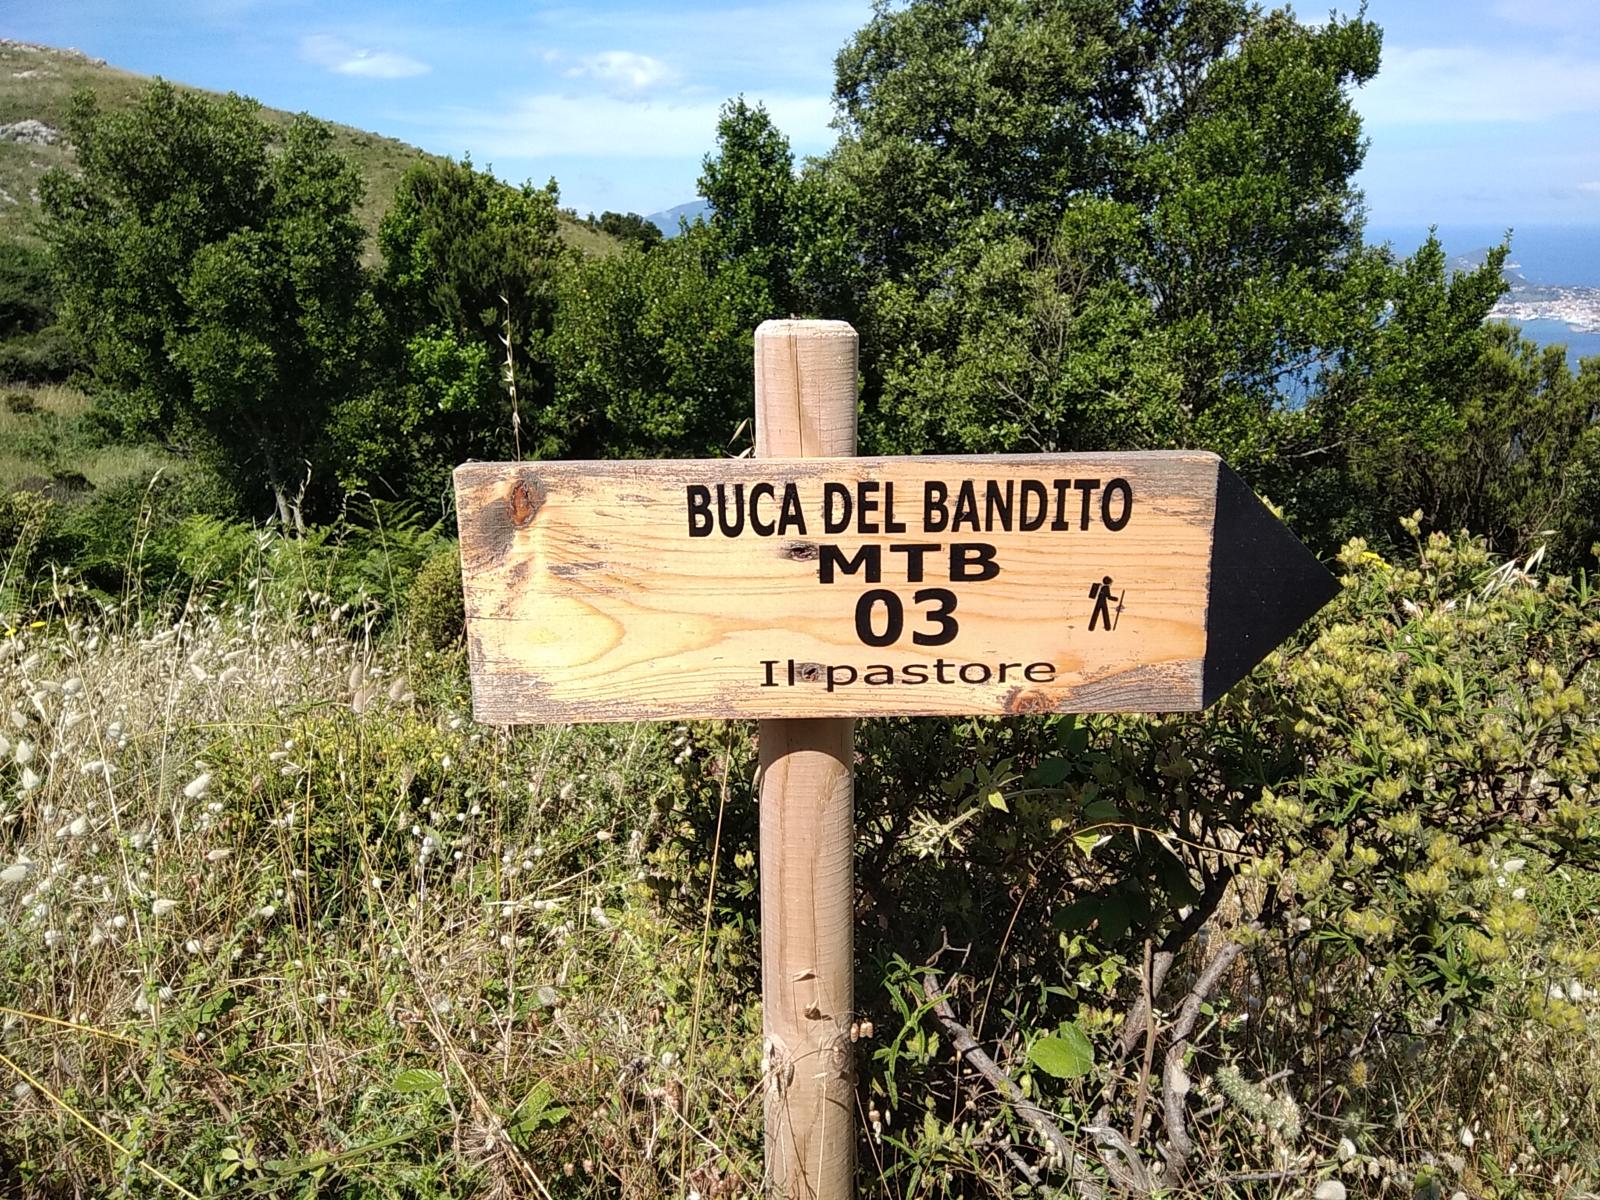 BUCA DEL BANDITO
MTB
03
Il pastore